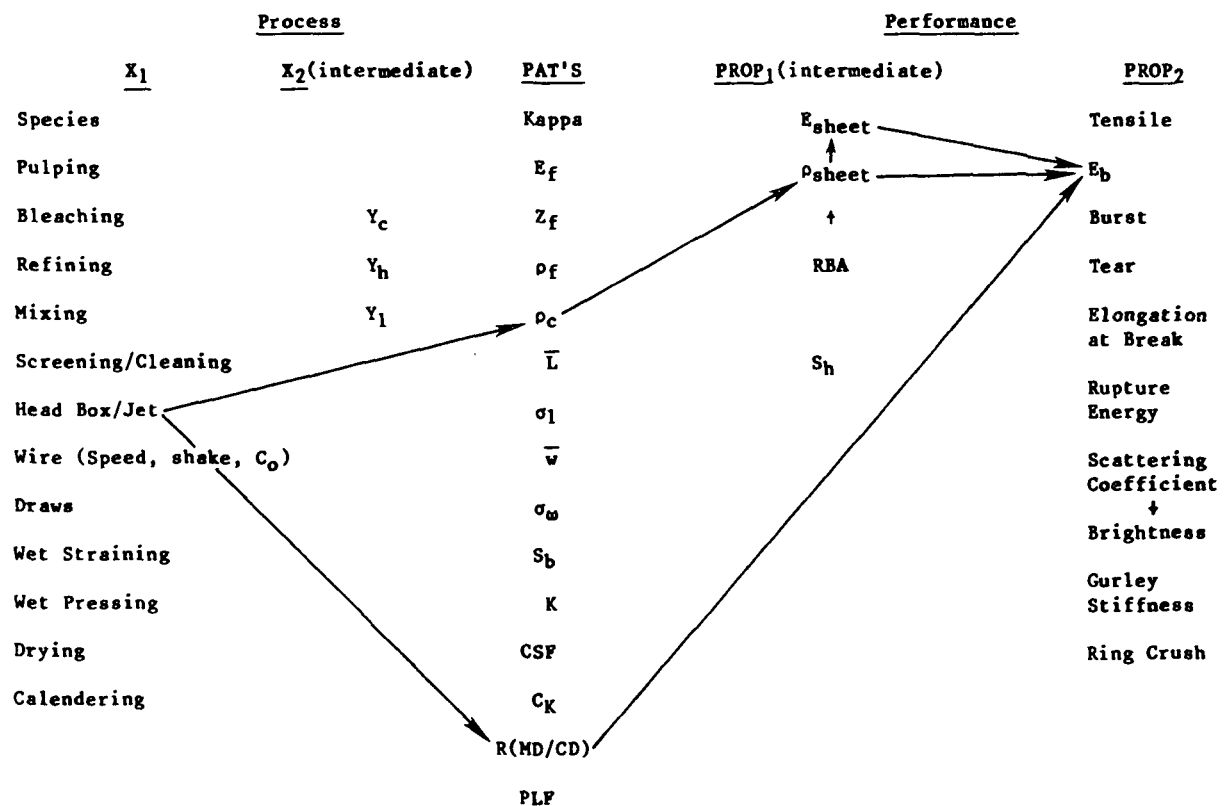 Process Performance
X1 X2(intermediate) PAT'S PROP1(intermediate) PROP2
Species Kappa Esheet Tensile
Pulping Ef ρsheet Eb
Bleaching Yc Zf Burst
Refining Yh ρf RBA Tear
Mixing Yl ρc Elongation
at Break
Screening/Cleaning L̅ Sh
Rupture
Head Box/Jet σl Energy
Wire (Speed, shake, Co) w̅ Scattering
Coefficient
Draws σω
Brightness
Wet Straining Sb
Gurley
Wet Pressing K Stiffness
Drying CSF Ring Crush
Calendering CK
R(MD/CD)
PLF